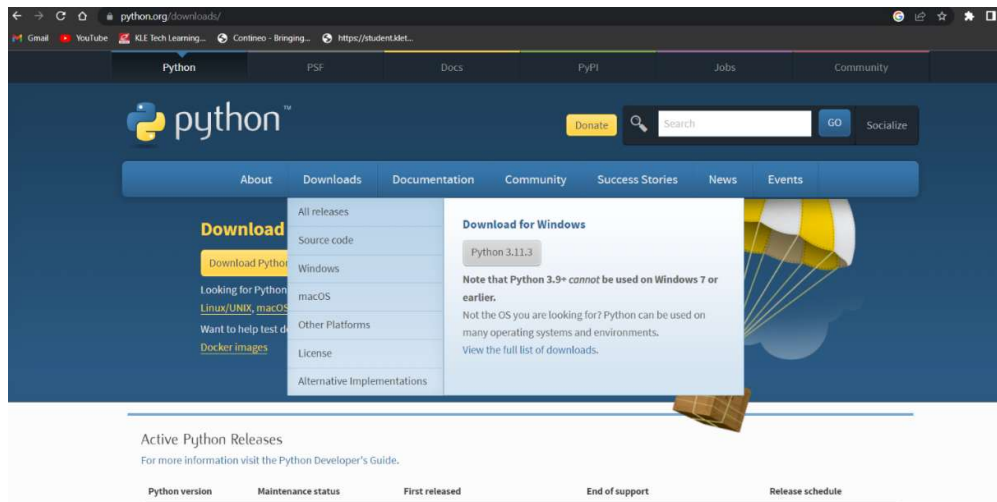 python.org/downloads/
Gmail YouTube KLE Tech Learning... Contineo - Bringing... https://student.klet...
Python PSF Docs PyPI Jobs Community
python™
Donate Search GO Socialize
About Downloads Documentation Community Success Stories News Events
All releases
Source code
Windows
macOS
Other Platforms
License
Alternative Implementations
Download for Windows
Python 3.11.3
Note that Python 3.9+ cannot be used on Windows 7 or
earlier.
Not the OS you are looking for? Python can be used on
many operating systems and environments.
View the full list of downloads.
Download
Download Python
Looking for Python
Linux/UNIX, macOS
Want to help test d
Docker images
Active Python Releases
For more information visit the Python Developer's Guide.
Python version Maintenance status First released End of support Release schedule